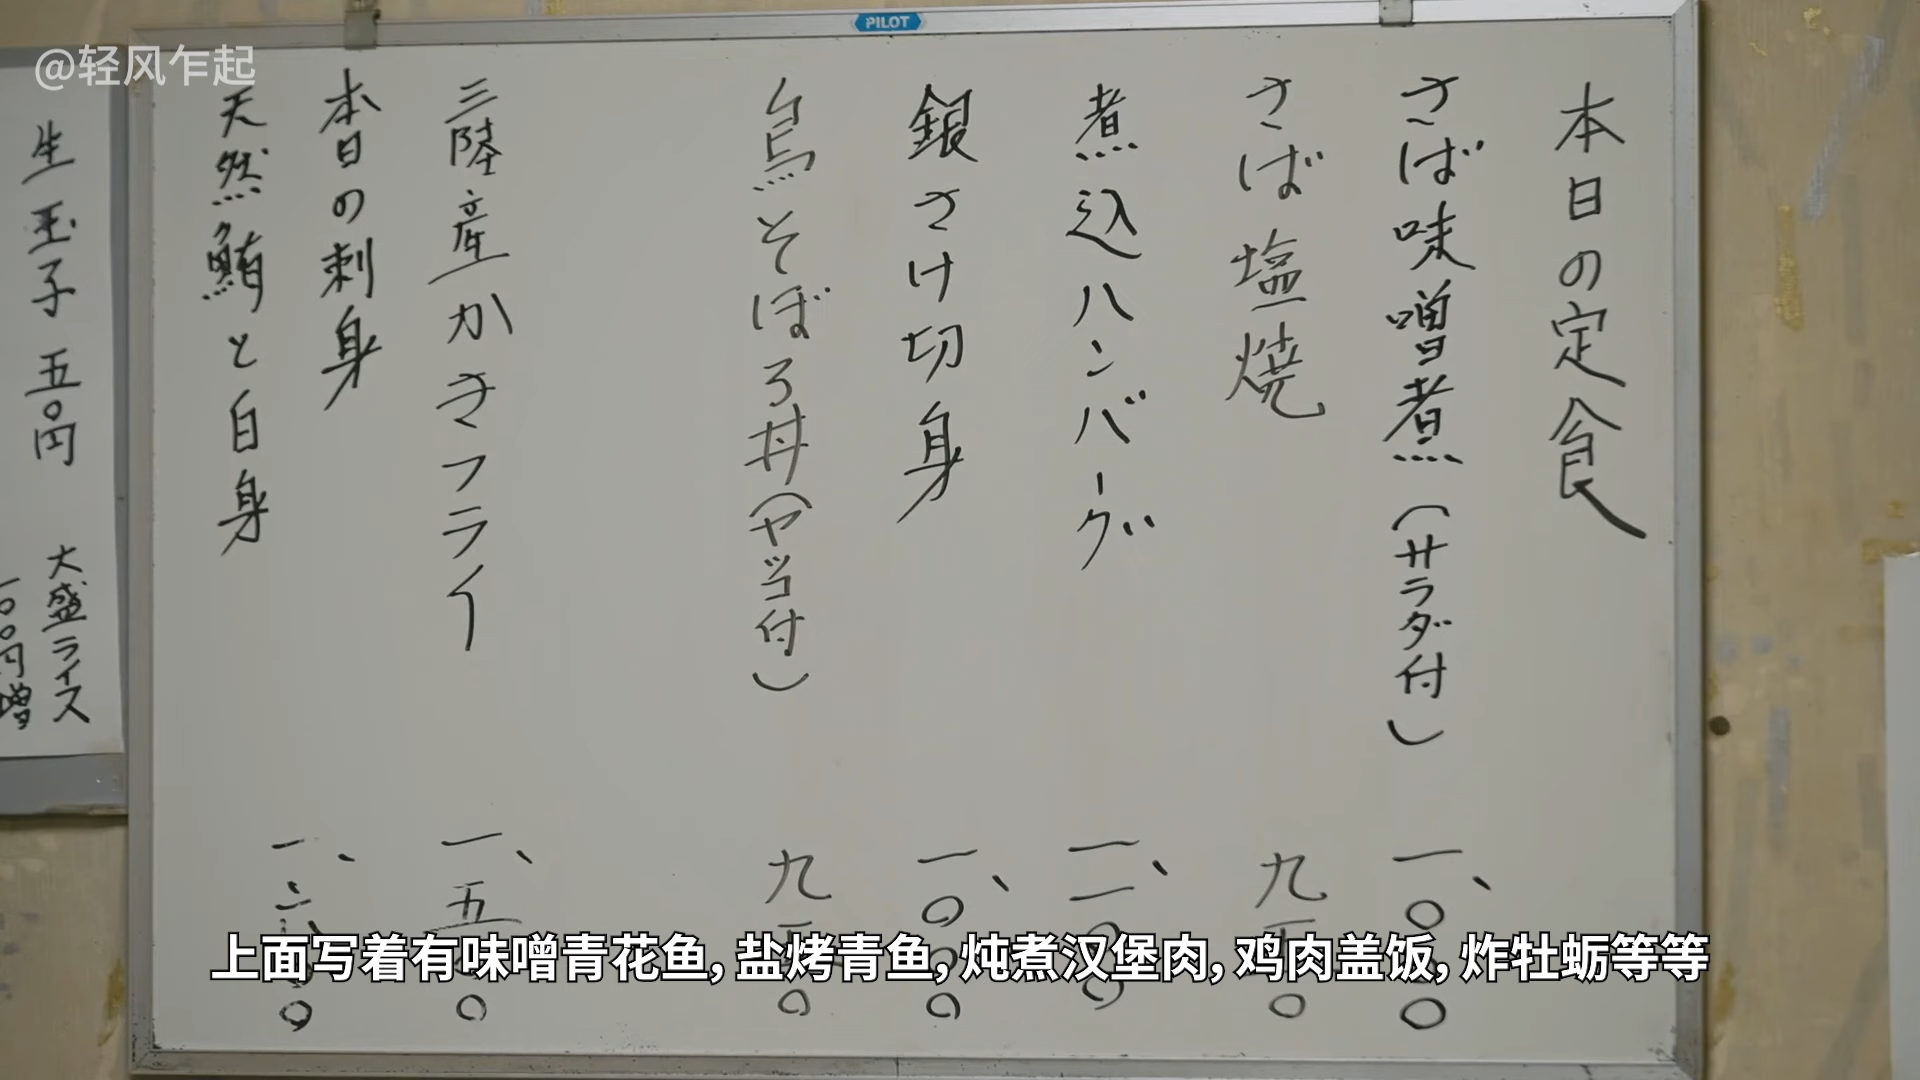 PILOT
@轻风乍起
本日の定食
さば味噌煮(サラダ付) 一、〇〇〇
さば塩焼 九五〇
煮込ハンバーグ 一、一〇〇
銀さけ切身 一、〇〇〇
鳥そぼろ丼(ヤッコ付) 九五〇
三陸産かきフライ 一、五〇〇
本日の刺身
天然鮪と白身
生玉子 五〇円
大盛ライス
一〇〇円増
上面写着有味噌青花鱼,盐烤青鱼,炖煮汉堡肉,鸡肉盖饭,炸牡蛎等等